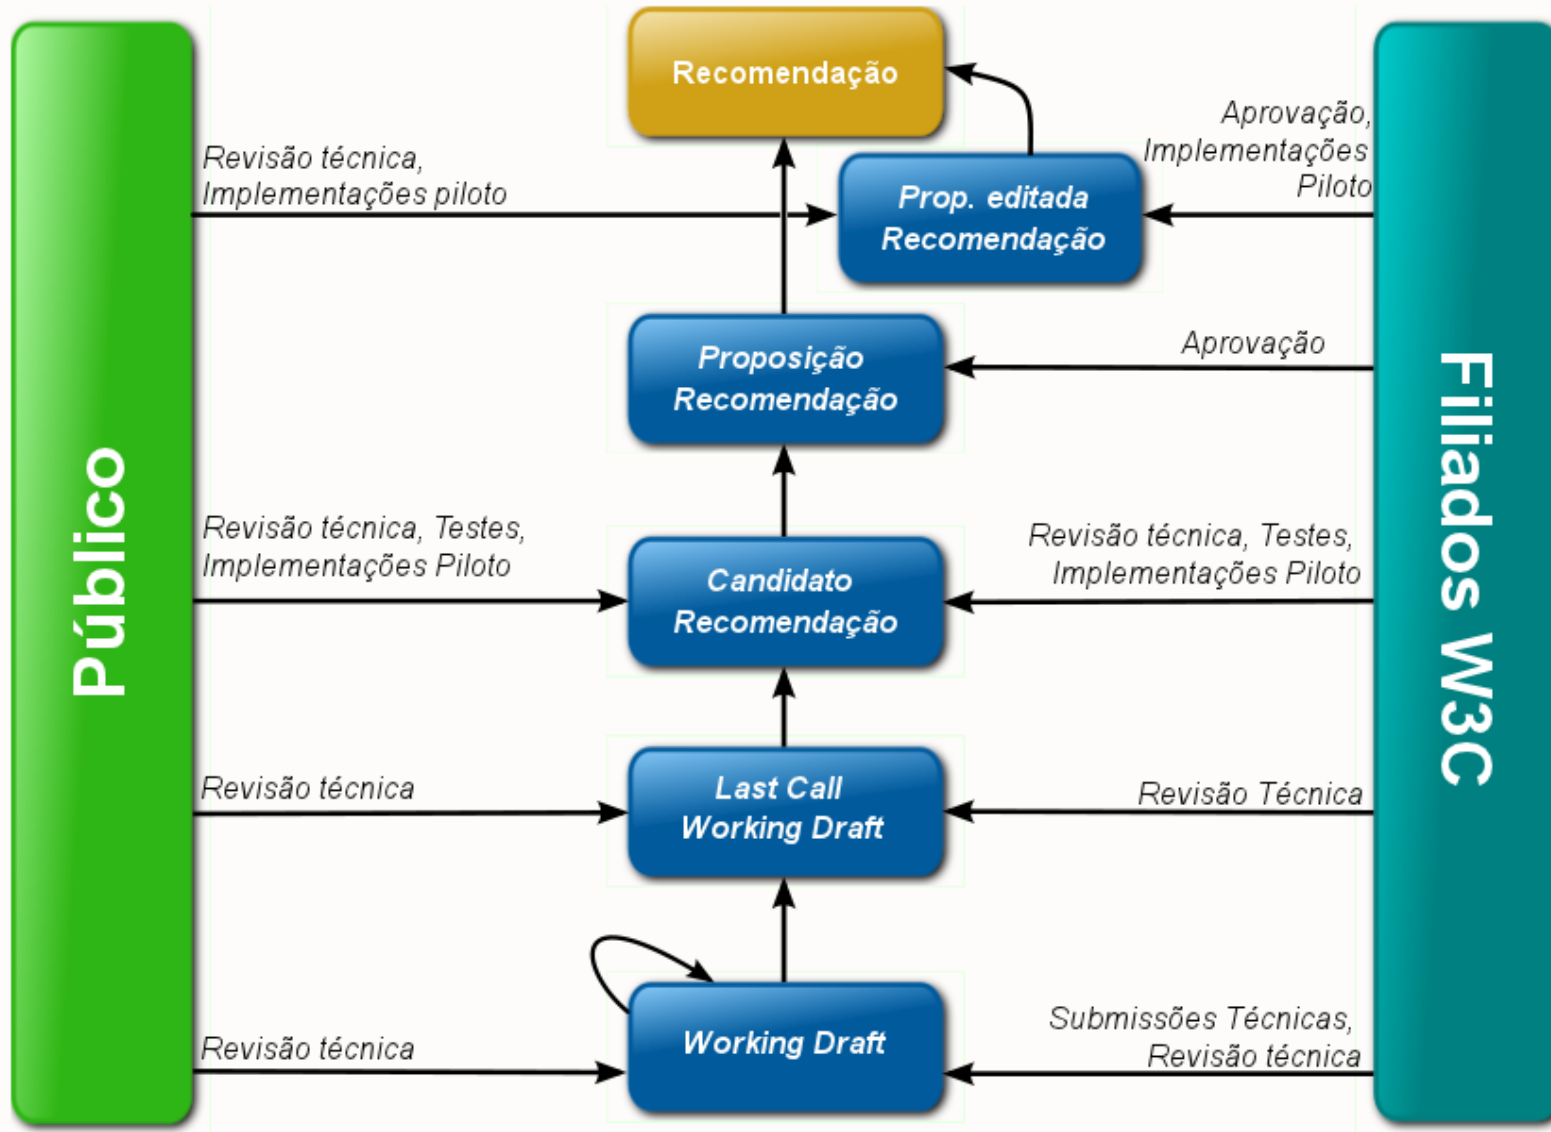 Recomendação
Aprovação,
Implementações
Piloto
Revisão técnica,
Implementações piloto
Prop. editada
Recomendação
Proposição
Recomendação
Aprovação
Público
Filiados W3C
Revisão técnica, Testes,
Implementações Piloto
Candidato
Recomendação
Revisão técnica, Testes,
Implementações Piloto
Revisão técnica
Last Call
Working Draft
Revisão Técnica
Revisão técnica
Working Draft
Submissões Técnicas,
Revisão técnica